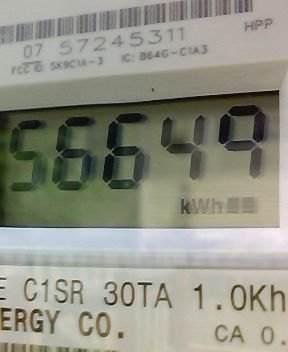 07 57245311
HPP
FCC ID: SK9C1A-3 IC: 864G-C1A3
56649
kWh
E C1SR 30TA 1.0Kh
ERGY CO.
CA 0.